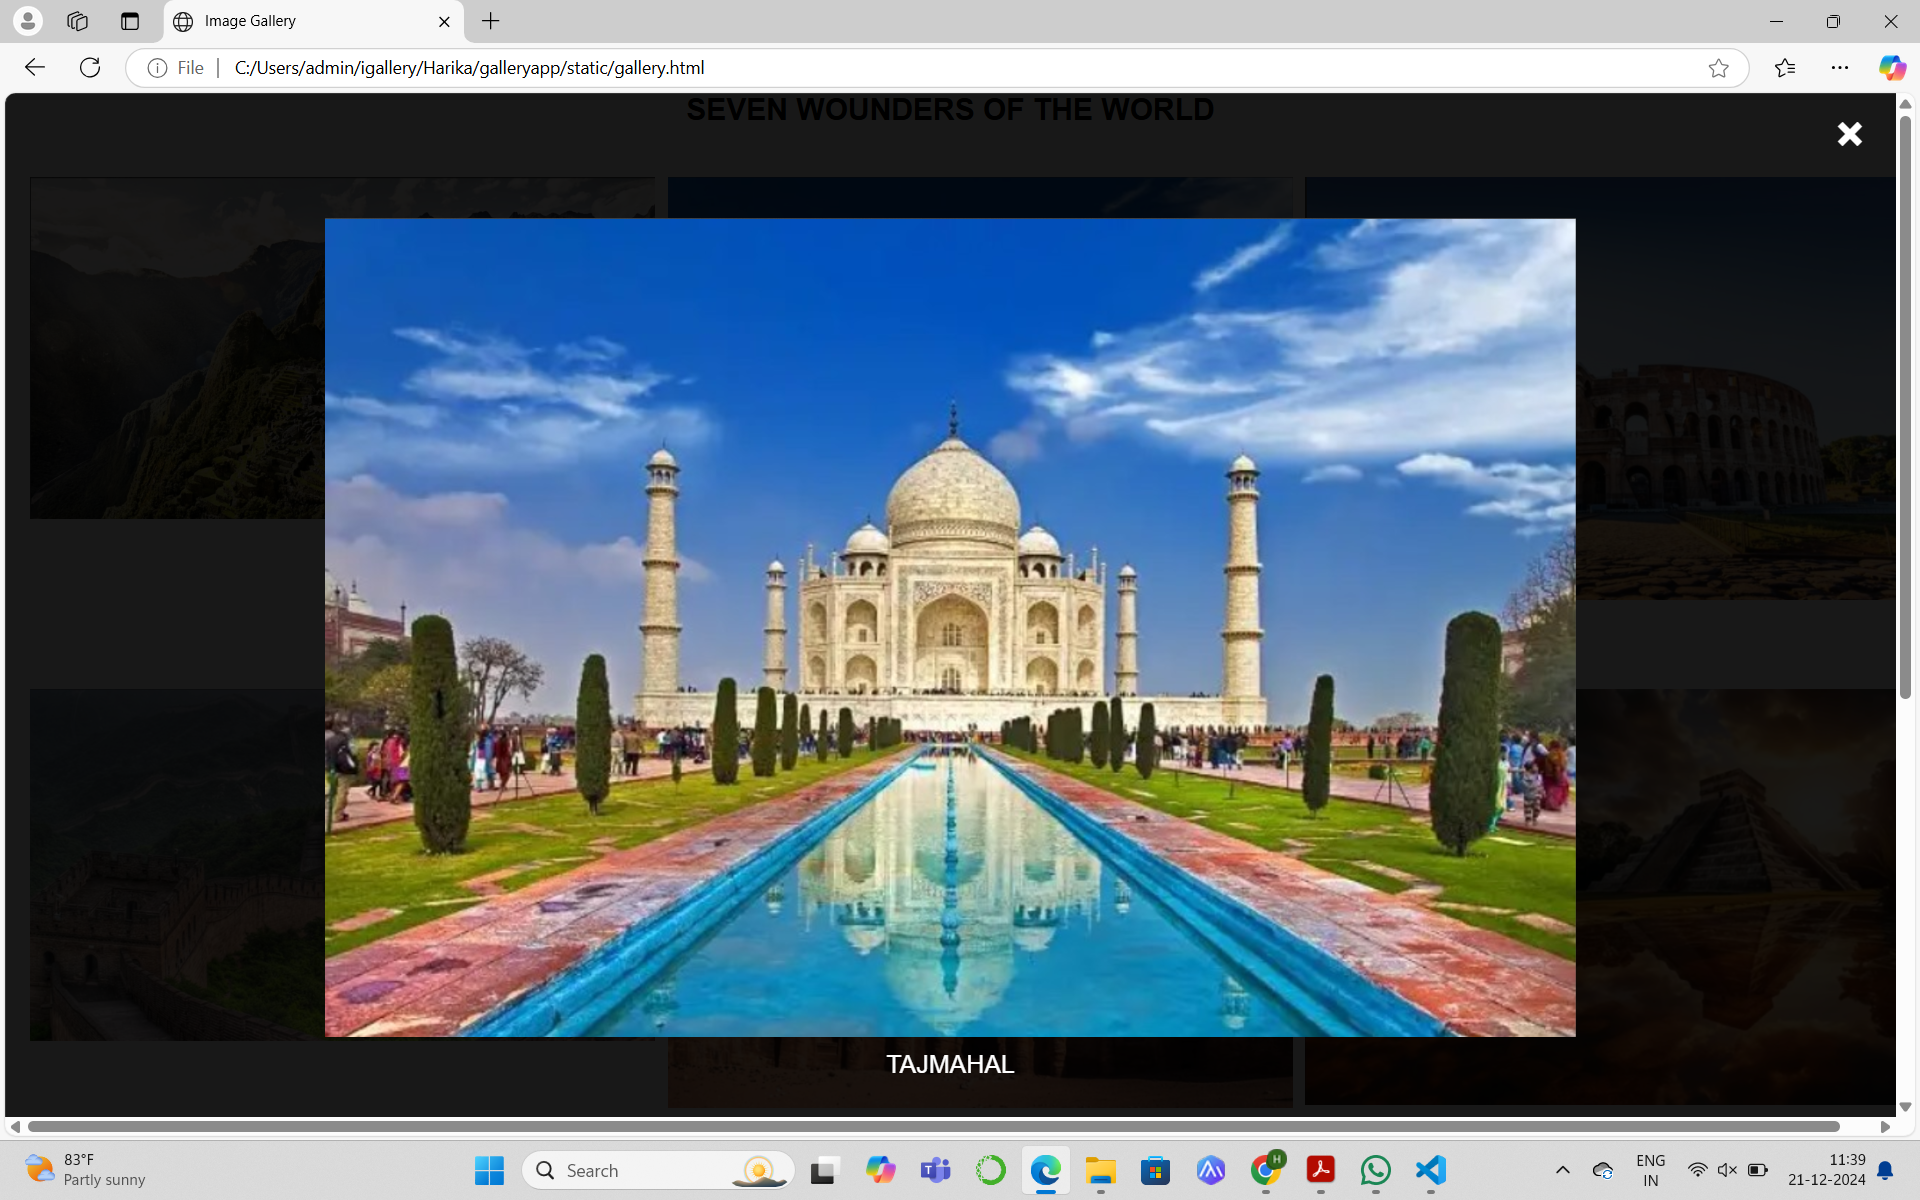 Image Gallery
File
C:/Users/admin/igallery/Harika/galleryapp/static/gallery.html
SEVEN WOUNDERS OF THE WORLD
TAJMAHAL
83°F
Partly sunny
Search
H
ENG
IN
11:39
21-12-2024